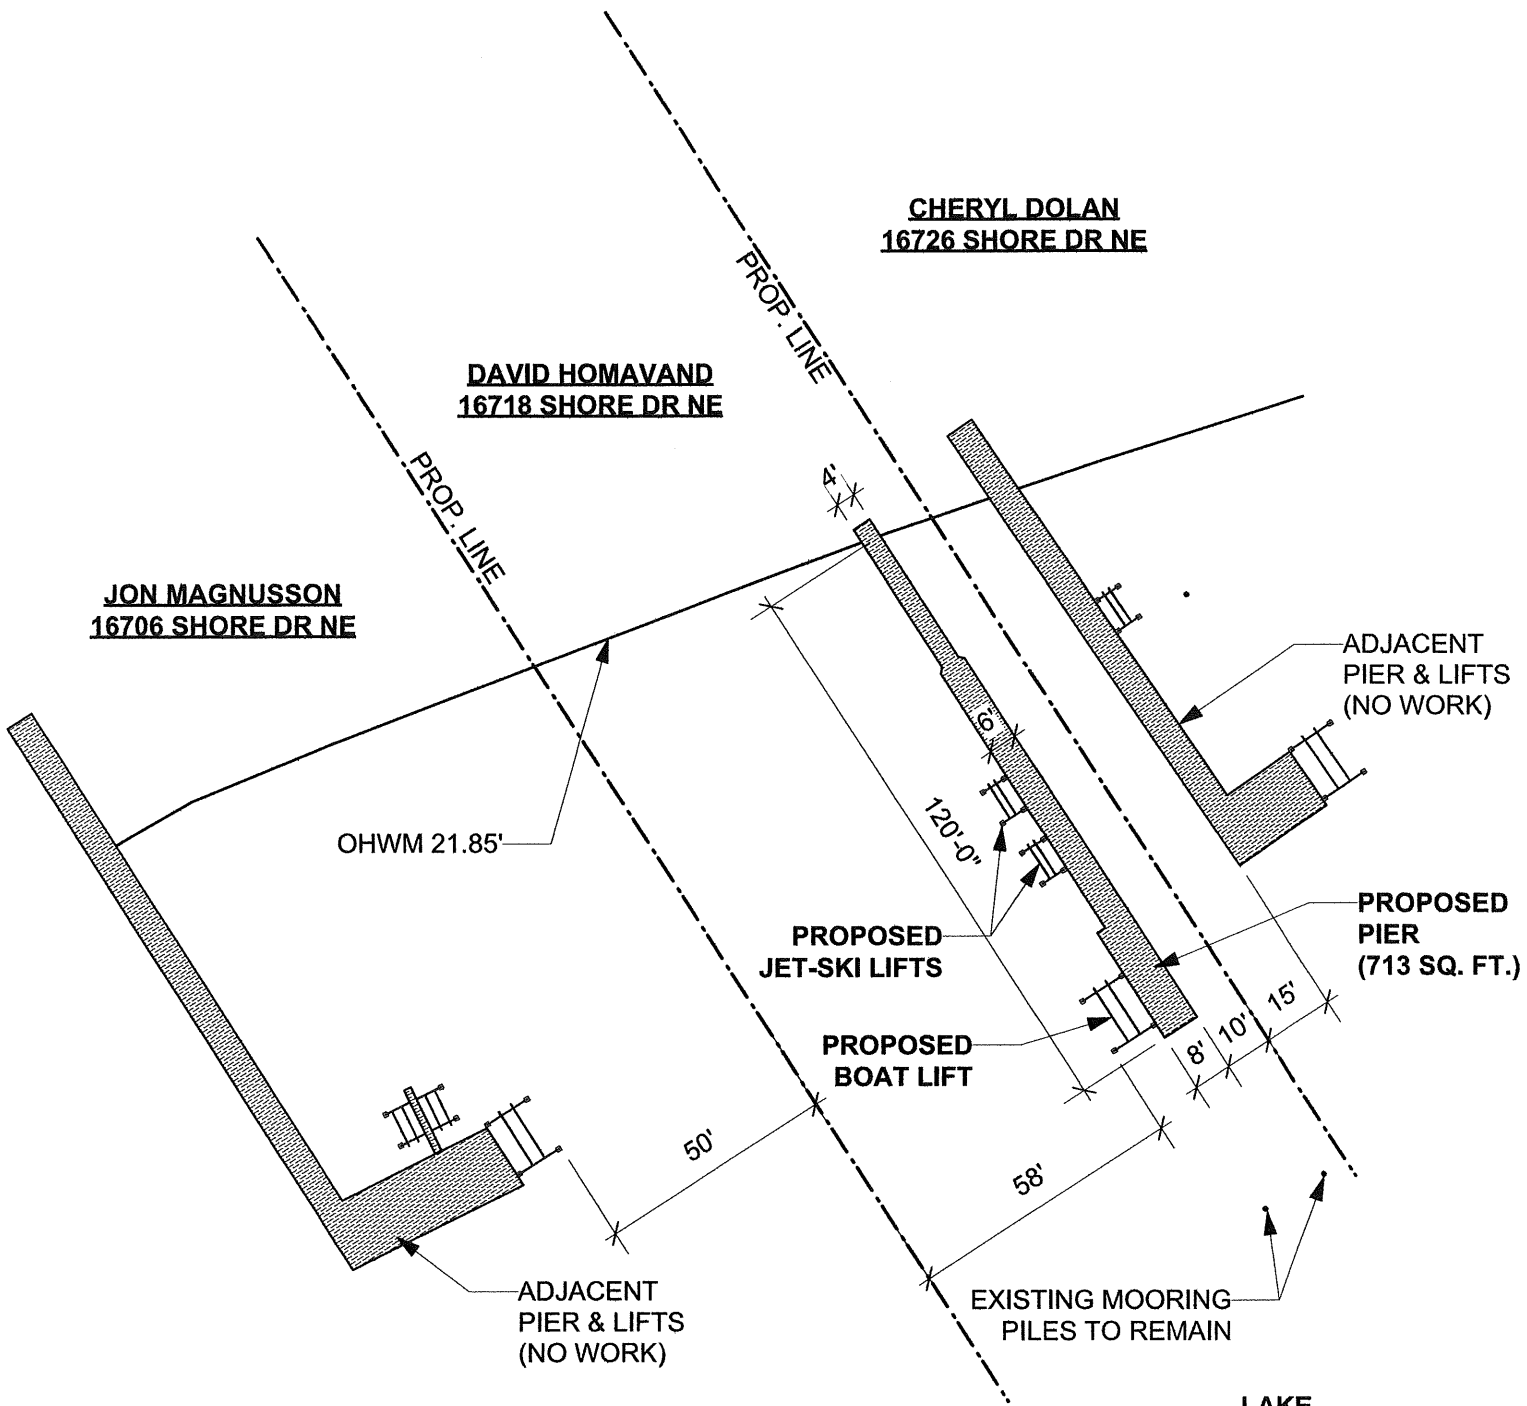 CHERYL DOLAN
16726 SHORE DR NE
PROP. LINE
DAVID HOMAVAND
16718 SHORE DR NE
PROP. LINE
4'
JON MAGNUSSON
16706 SHORE DR NE
ADJACENT
PIER & LIFTS
(NO WORK)
6'
120'-0"
OHWM 21.85'
PROPOSED
JET-SKI LIFTS
PROPOSED
PIER
(713 SQ. FT.)
PROPOSED
BOAT LIFT
15'
10'
8'
50'
58'
ADJACENT
PIER & LIFTS
(NO WORK)
EXISTING MOORING
PILES TO REMAIN
LAKE